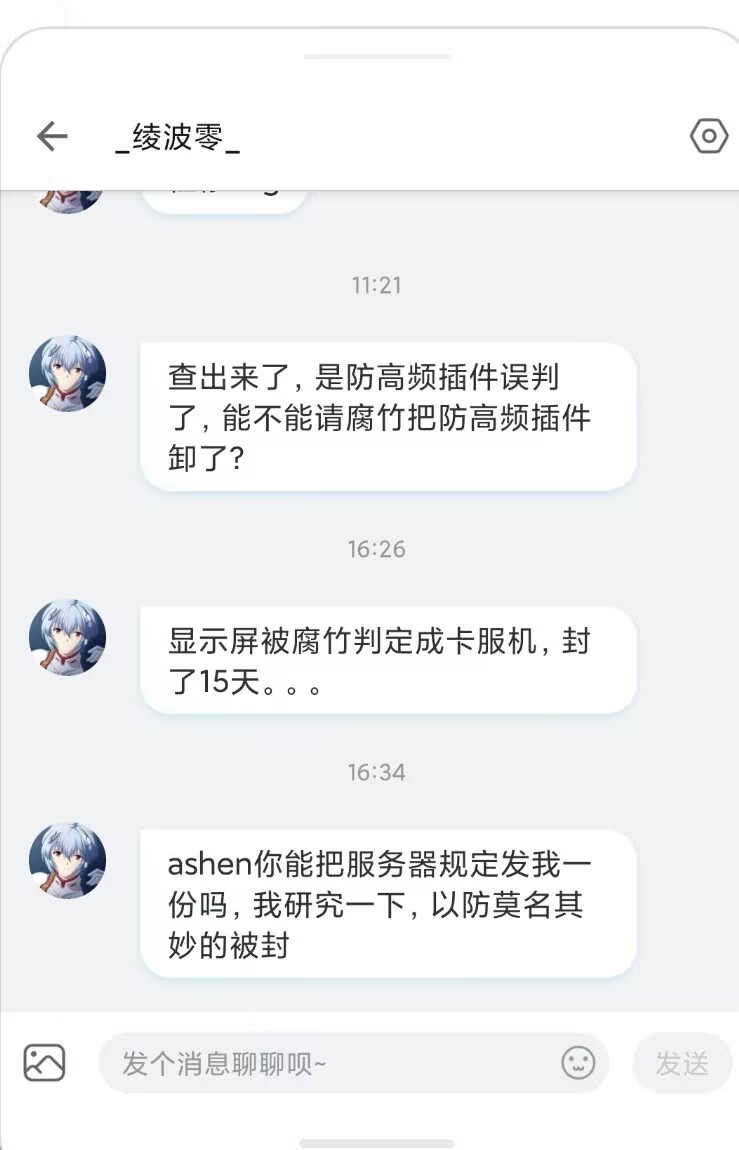 _绫波零_
11:21
查出来了，是防高频插件误判
了，能不能请腐竹把防高频插件
卸了？
16:26
显示屏被腐竹判定成卡服机，封
了15天。。。
16:34
ashen你能把服务器规定发我一
份吗，我研究一下，以防莫名其
妙的被封
发个消息聊聊呗~
发送